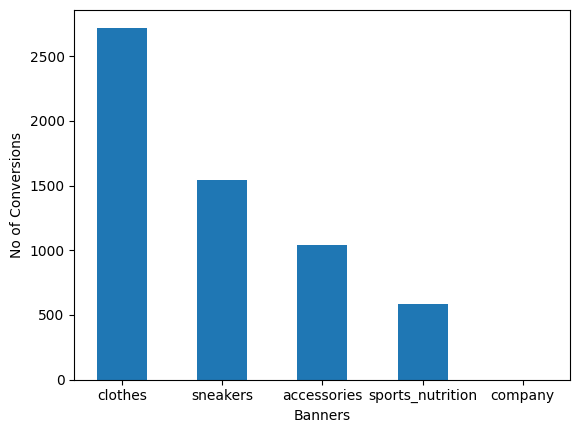 No of Conversions
2500
2000
1500
1000
500
0
clothes sneakers accessories sports_nutrition company
Banners